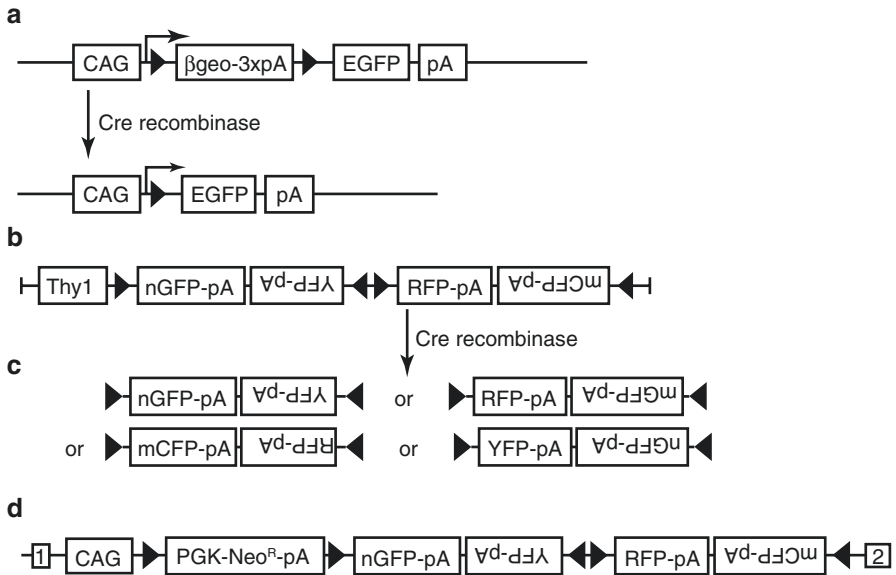 a
CAG βgeo-3xpA EGFP pA
Cre recombinase
CAG EGFP pA
b
Thy1 nGFP-pA YFP-pA RFP-pA mCFP-pA
Cre recombinase
c
nGFP-pA YFP-pA or RFP-pA mGFP-pA
or mCFP-pA RFP-pA or YFP-pA nGFP-pA
d
1 CAG PGK-Neoᴿ-pA nGFP-pA YFP-pA RFP-pA mCFP-pA 2